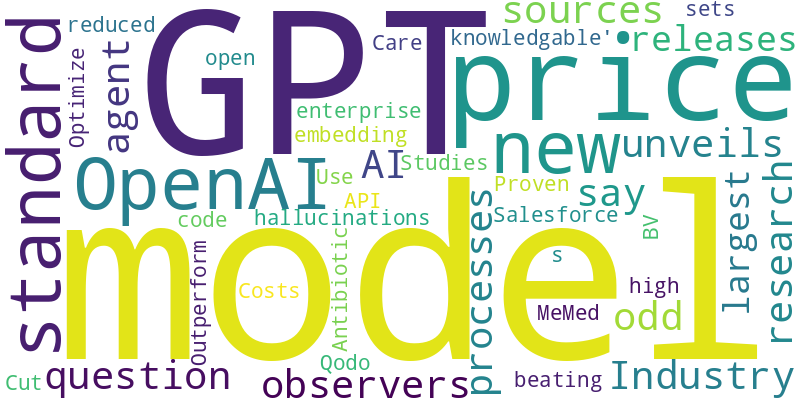 reduced
sources
sets
standard
Optimize
agent
open
GPT
Care
knowledgable'
releases
price
enterprise
embedding
new
unveils
OpenAI
Use
AI
Studies
API
Proven
say
code
hallucinations
processes
Salesforce
BV
largest
research
model
Outperform
Costs
Antibiotic
s
high
MeMed
odd
Cut
question
observers
Qodo
beating
Industry